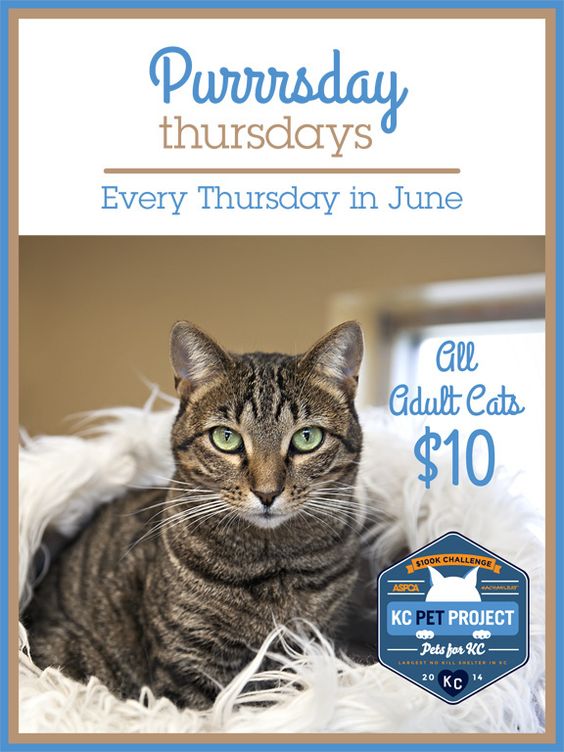 Purrrsday
thursdays
Every Thursday in June
All
Adult Cats
$10
$100K CHALLENGE
ASPCA
KC PET PROJECT
Pets for KC
LARGEST NO KILL SHELTER IN KC
20 KC 14